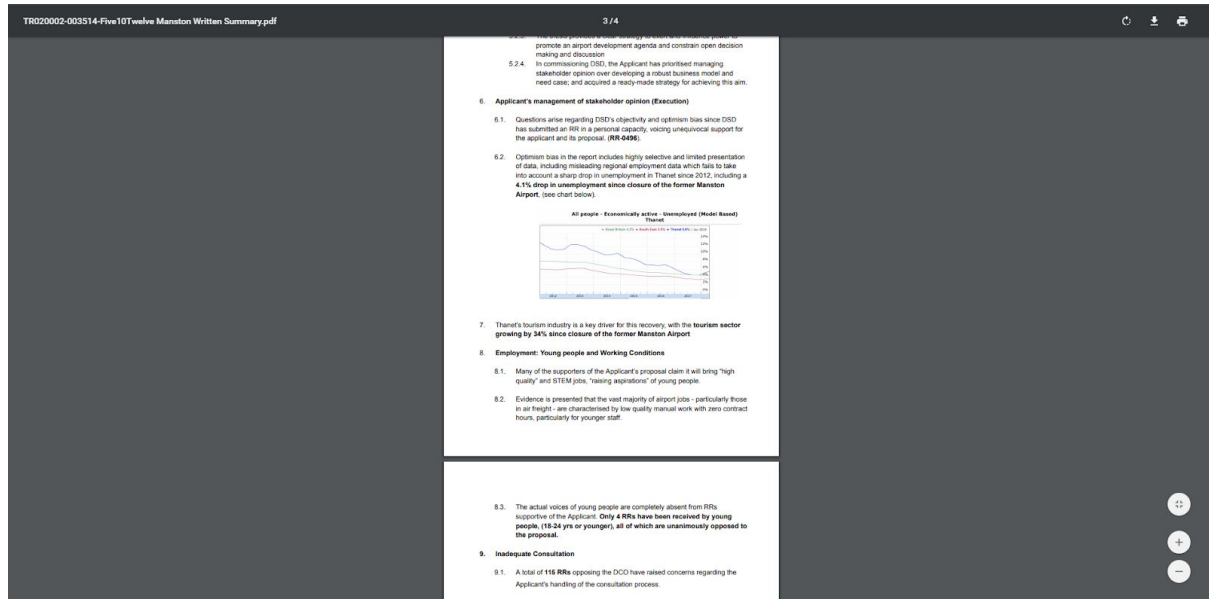 TR020002-003514-Five10Twelve Manston Written Summary.pdf
3 / 4
promote an airport development agenda and constrain open decision
making and discussion
5.2.4. In commissioning DSD, the Applicant has prioritised managing
stakeholder opinion over developing a robust business model and
need case; and acquired a ready-made strategy for achieving this aim.
6. Applicant's management of stakeholder opinion (Execution)
6.1. Questions arise regarding DSD's objectivity and optimism bias since DSD
has submitted an RR in a personal capacity, voicing unequivocal support for
the applicant and its proposal. (RR-0496).
6.2. Optimism bias in the report includes highly selective and limited presentation
of data, including misleading regional employment data which fails to take
into account a sharp drop in unemployment in Thanet since 2012, including a
4.1% drop in unemployment since closure of the former Manston
Airport, (see chart below).
All people - Economically active - Unemployed (Model Based)
Thanet
14%
12%
10%
8%
6%
4%
2%
0%
2012 2013 2014 2015 2016 2017
7. Thanet's tourism industry is a key driver for this recovery, with the tourism sector
growing by 34% since closure of the former Manston Airport
8. Employment: Young people and Working Conditions
8.1. Many of the supporters of the Applicant's proposal claim it will bring "high
quality" and STEM jobs, "raising aspirations" of young people.
8.2. Evidence is presented that the vast majority of airport jobs - particularly those
in air freight - are characterised by low quality manual work with zero contract
hours, particularly for younger staff.
8.3. The actual voices of young people are completely absent from RRs
supportive of the Applicant. Only 4 RRs have been received by young
people, (18-24 yrs or younger), all of which are unanimously opposed to
the proposal.
9. Inadequate Consultation
9.1. A total of 115 RRs opposing the DCO have raised concerns regarding the
Applicant's handling of the consultation process.